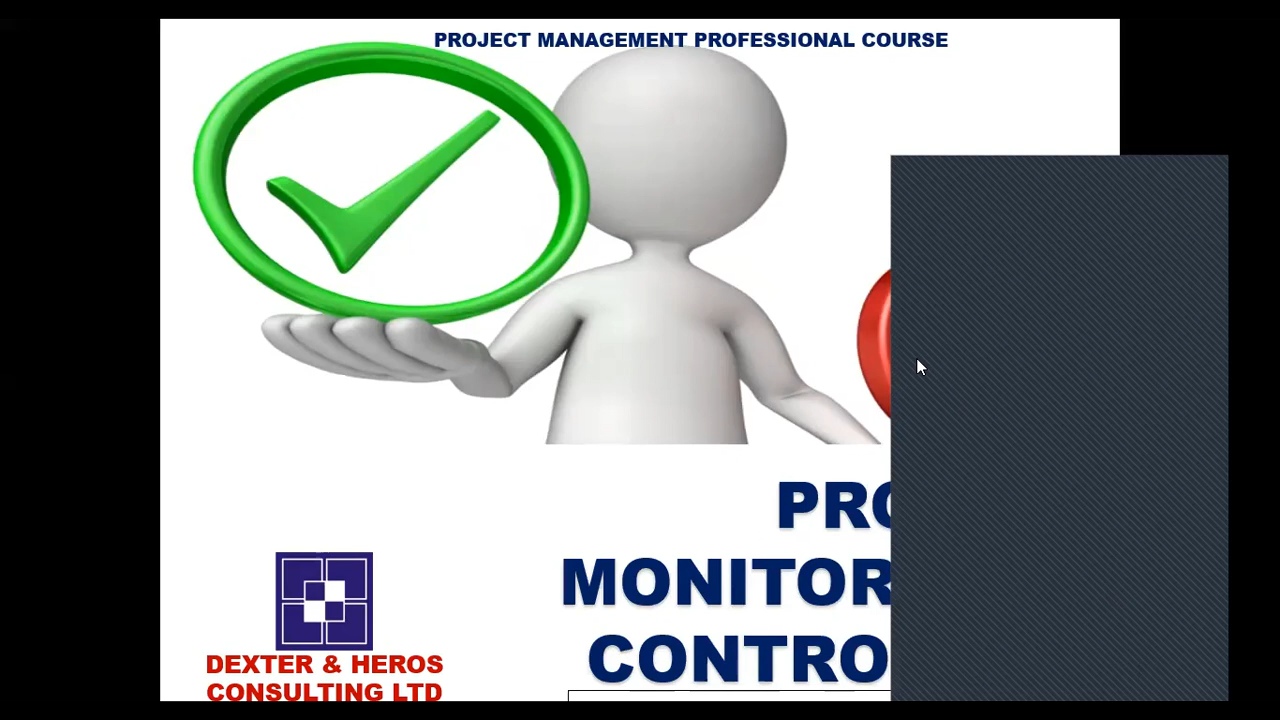 PROJECT MANAGEMENT PROFESSIONAL COURSE
PRO
MONITOR
CONTRO
DEXTER & HEROS
CONSULTING LTD